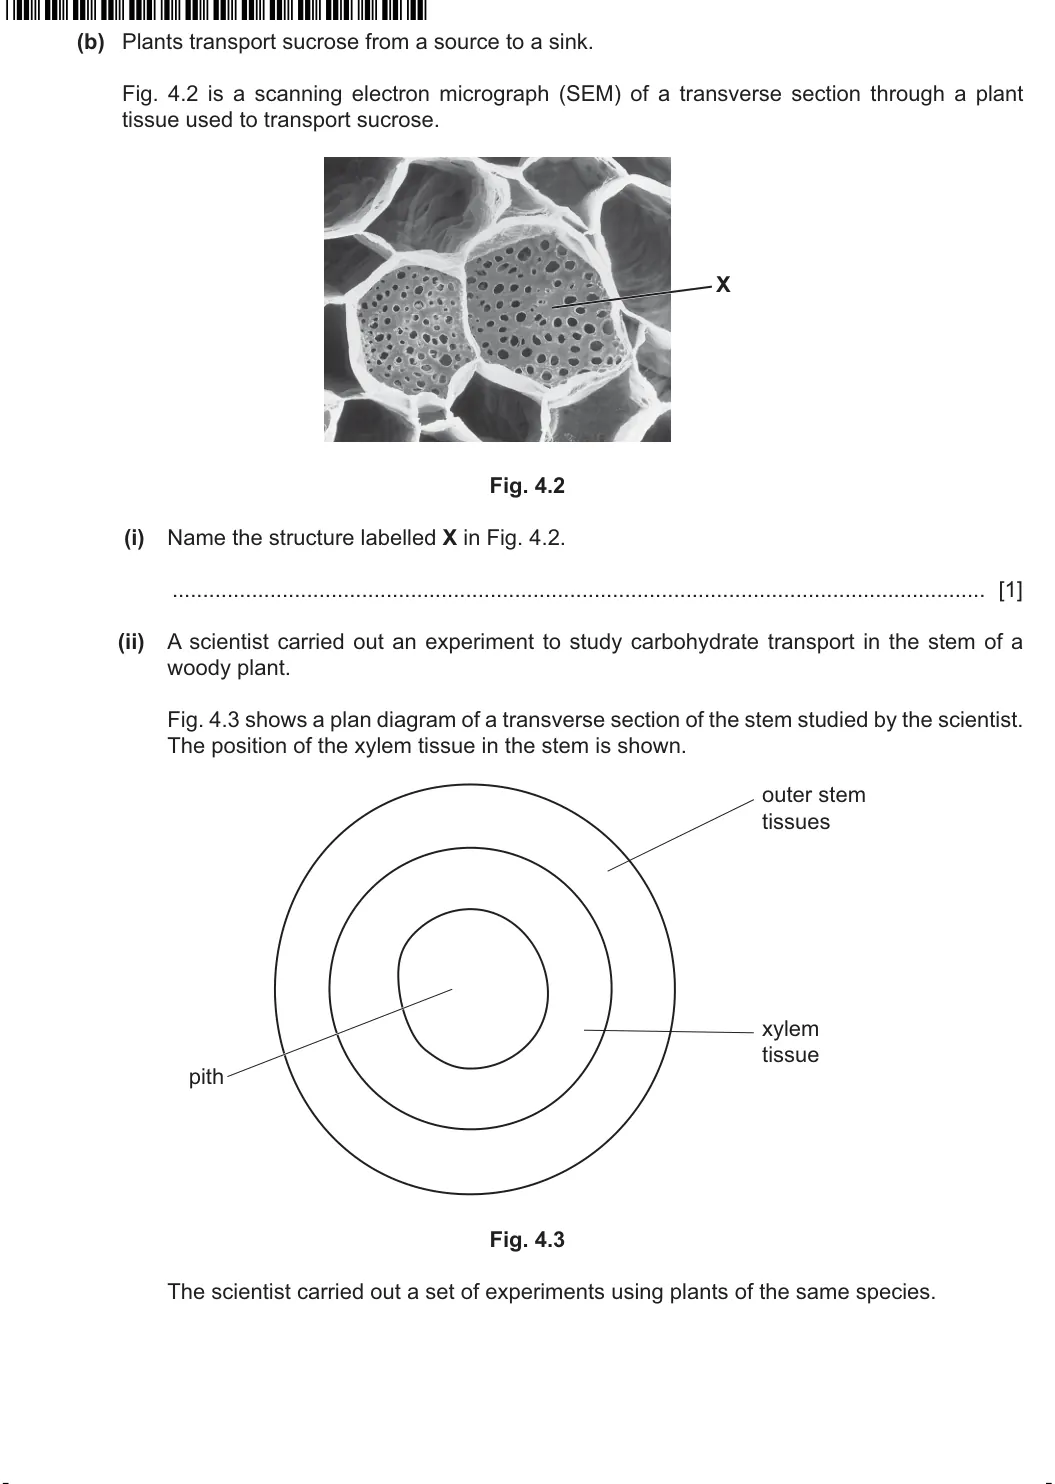 (b) Plants transport sucrose from a source to a sink.
Fig. 4.2 is a scanning electron micrograph (SEM) of a transverse section through a plant
tissue used to transport sucrose.
X
Fig. 4.2
(i) Name the structure labelled X in Fig. 4.2.
.......................................................................................................................................... [1]
(ii) A scientist carried out an experiment to study carbohydrate transport in the stem of a
woody plant.
Fig. 4.3 shows a plan diagram of a transverse section of the stem studied by the scientist.
The position of the xylem tissue in the stem is shown.
outer stem
tissues
xylem
tissue
pith
Fig. 4.3
The scientist carried out a set of experiments using plants of the same species.